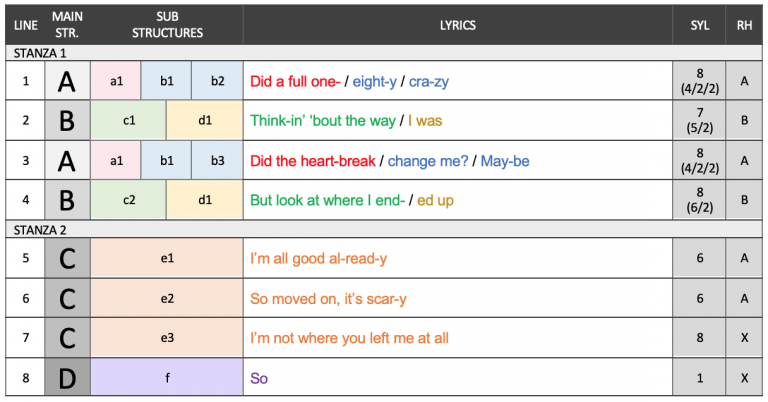 LINE MAIN STR. SUB STRUCTURES LYRICS SYL RH
STANZA 1
1 A a1 b1 b2 Did a full one- / eight-y / cra-zy 8 (4/2/2) A
2 B c1 d1 Think-in’ ‘bout the way / I was 7 (5/2) B
3 A a1 b1 b3 Did the heart-break / change me? / May-be 8 (4/2/2) A
4 B c2 d1 But look at where I end- / ed up 8 (6/2) B
STANZA 2
5 C e1 I’m all good al-read-y 6 A
6 C e2 So moved on, it’s scar-y 6 A
7 C e3 I’m not where you left me at all 8 X
8 D f So 1 X